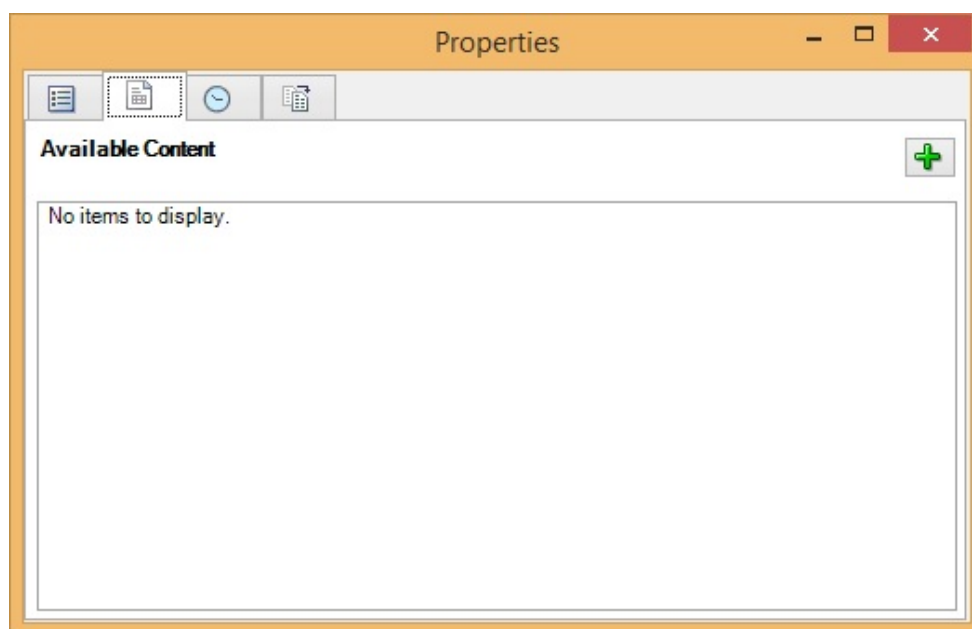 Properties
Available Content
No items to display.